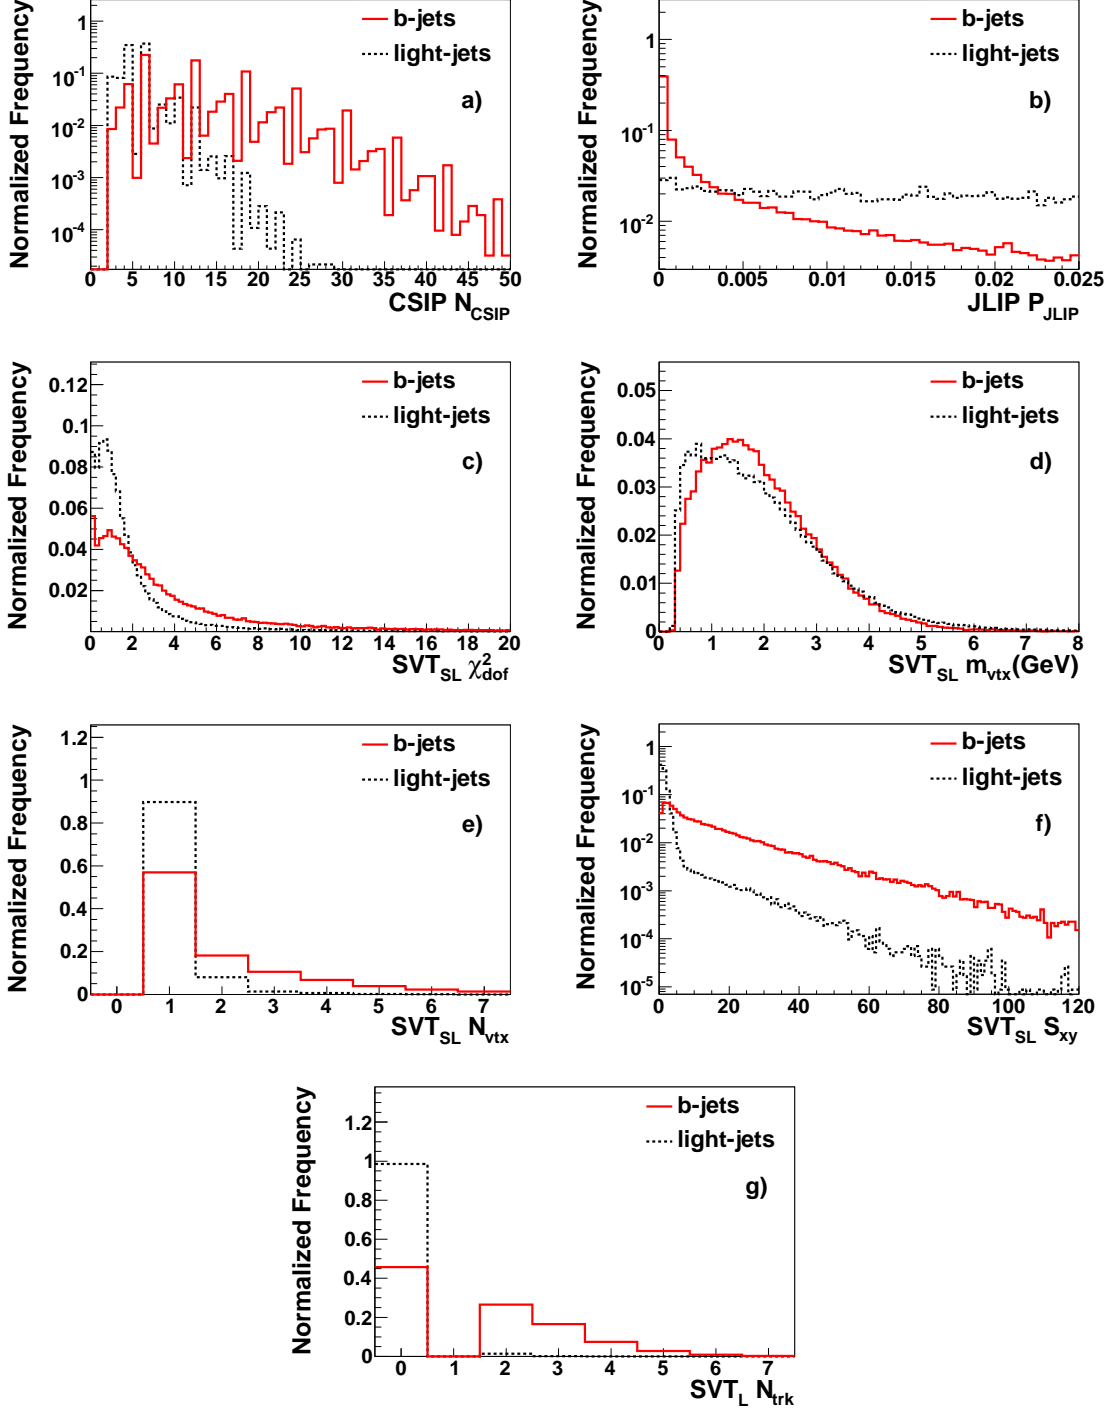 Normalized Frequency
1
10^-1
10^-2
10^-3
10^-4
b-jets
light-jets
a)
0 5 10 15 20 25 30 35 40 45 50
CSIP N_CSIP
Normalized Frequency
1
10^-1
10^-2
b-jets
light-jets
b)
0 0.005 0.01 0.015 0.02 0.025
JLIP P_JLIP
Normalized Frequency
0.12
0.1
0.08
0.06
0.04
0.02
b-jets
light-jets
c)
0 2 4 6 8 10 12 14 16 18 20
SVT_SL χ²_dof
Normalized Frequency
0.05
0.04
0.03
0.02
0.01
0
b-jets
light-jets
d)
0 1 2 3 4 5 6 7 8
SVT_SL m_vtx(GeV)
Normalized Frequency
1.2
1
0.8
0.6
0.4
0.2
0
b-jets
light-jets
e)
0 1 2 3 4 5 6 7
SVT_SL N_vtx
Normalized Frequency
1
10^-1
10^-2
10^-3
10^-4
10^-5
b-jets
light-jets
f)
0 20 40 60 80 100 120
SVT_SL S_xy
Normalized Frequency
1.2
1
0.8
0.6
0.4
0.2
0
b-jets
light-jets
g)
0 1 2 3 4 5 6 7
SVT_L N_trk